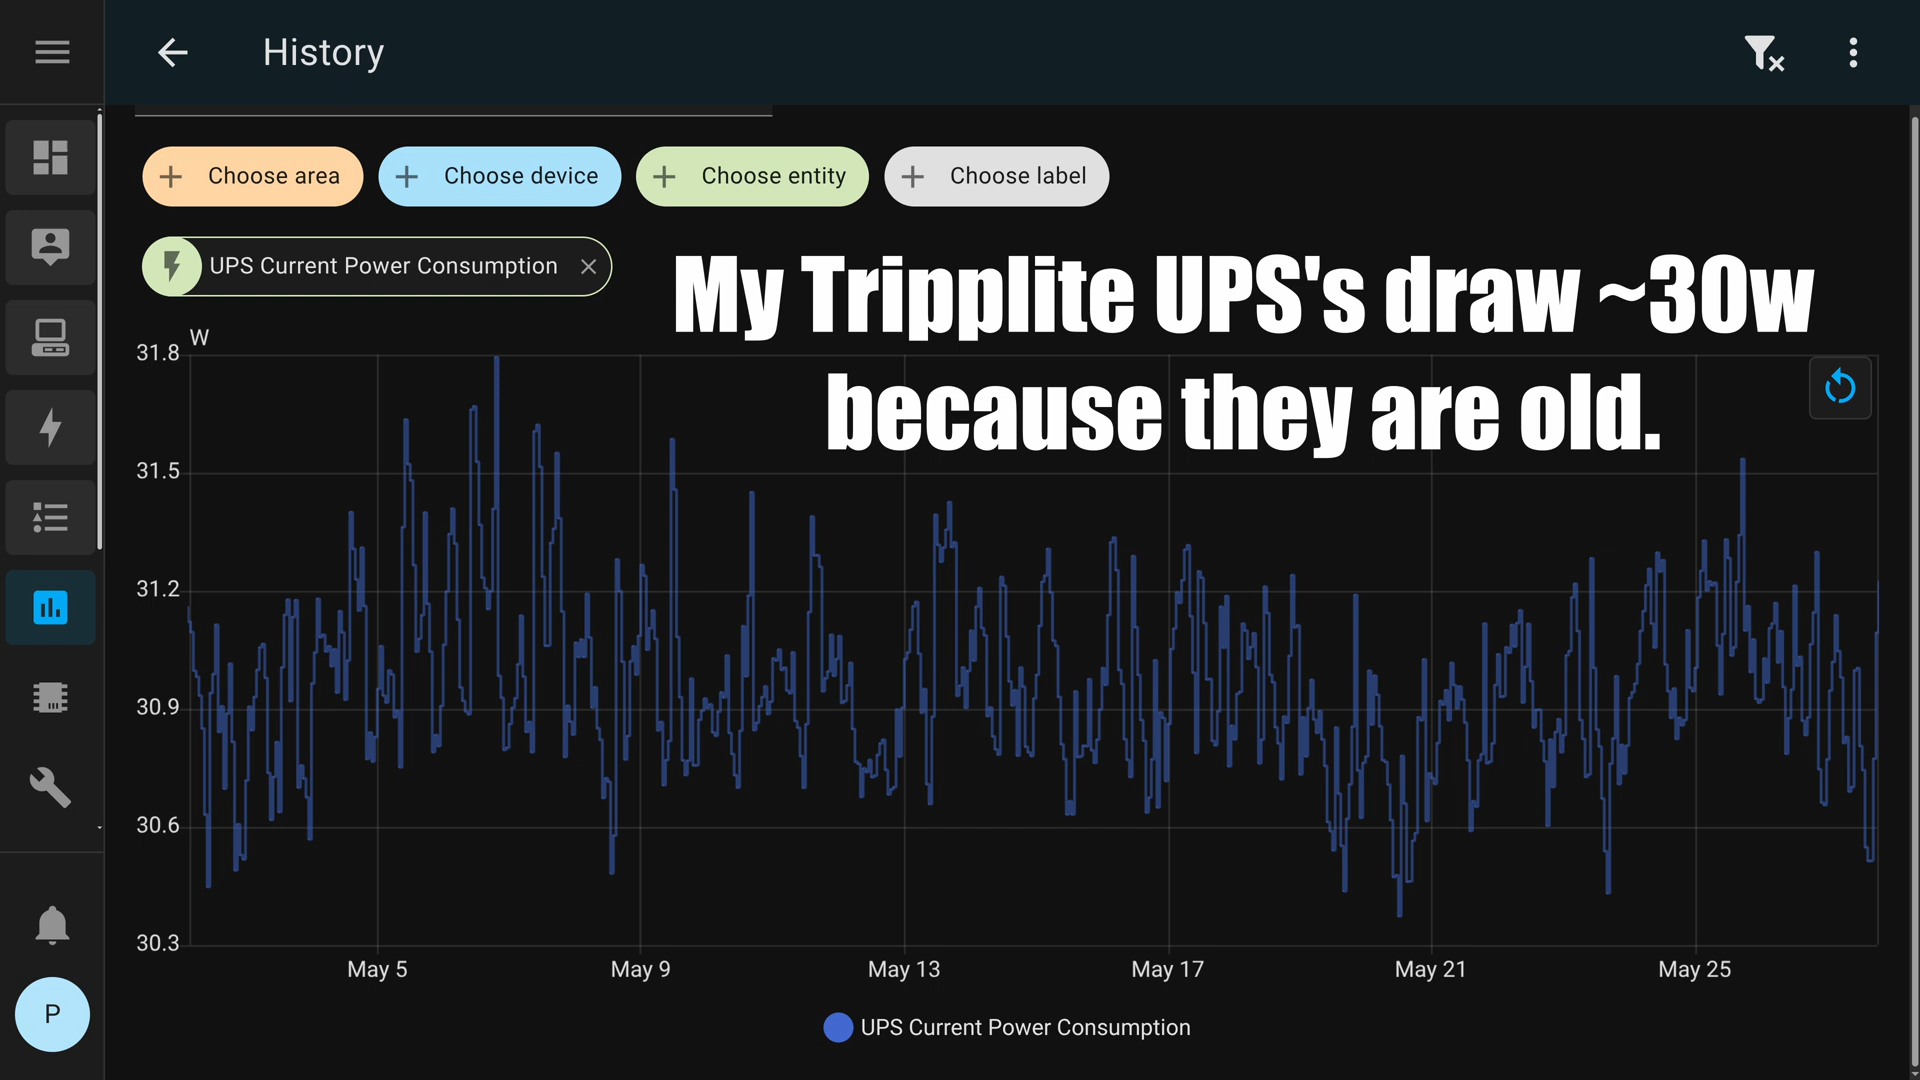 History
Choose area
Choose device
Choose entity
Choose label
UPS Current Power Consumption
My Tripplite UPS's draw ~30w
because they are old.
W
31.8
31.5
31.2
30.9
30.6
30.3
May 5
May 9
May 13
May 17
May 21
May 25
UPS Current Power Consumption
P